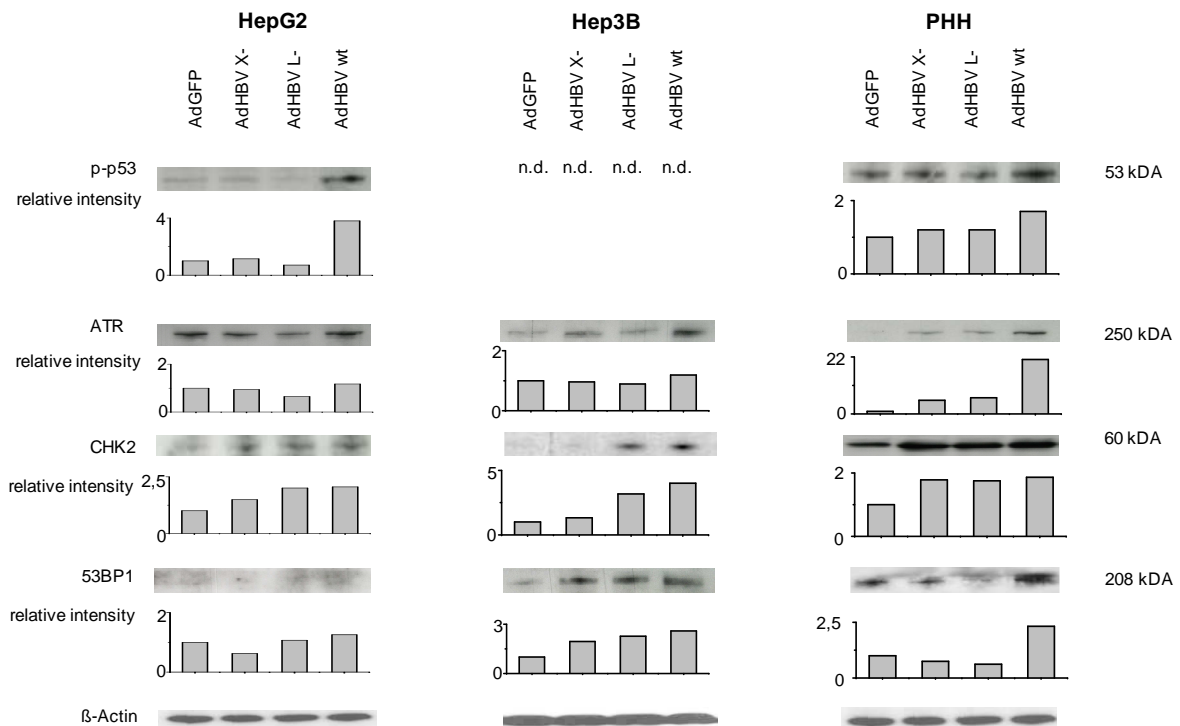 HepG2 Hep3B PHH
AdGFP AdHBV X- AdHBV L- AdHBV wt AdGFP AdHBV X- AdHBV L- AdHBV wt AdGFP AdHBV X- AdHBV L- AdHBV wt
p-p53 n.d. n.d. n.d. n.d. 53 kDA
relative intensity
4 2
0 0
ATR 250 kDA
relative intensity
2 2 22
0 0 0
CHK2 60 kDA
relative intensity
2,5 5 2
0 0 0
53BP1 208 kDA
relative intensity
2 3 2,5
0 0 0
ß-Actin